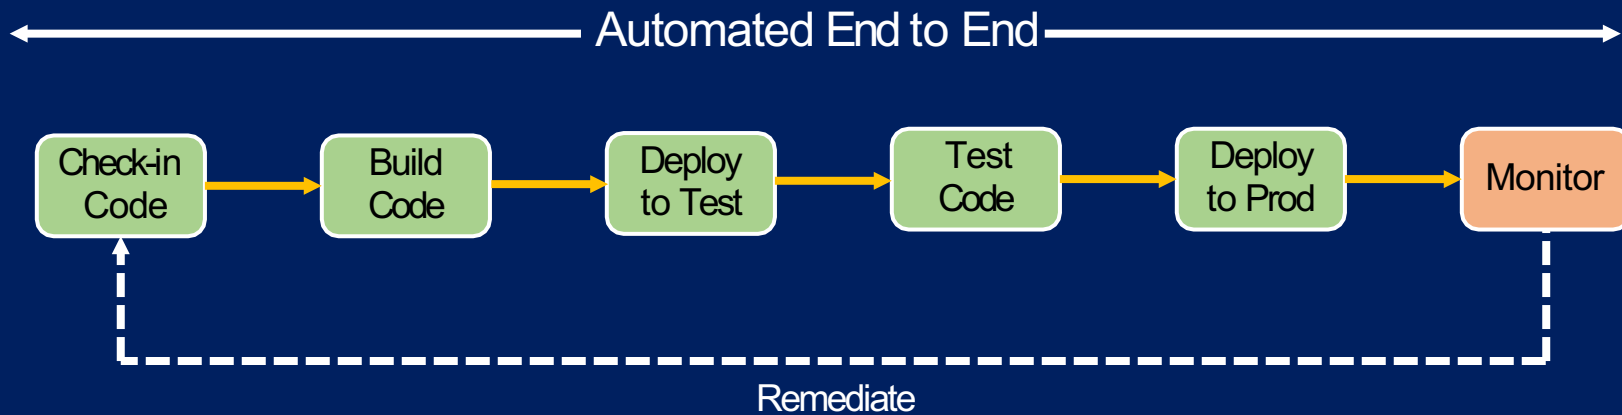 Automated End to End
Check-in
Code
Build
Code
Deploy
to Test
Test
Code
Deploy
to Prod
Monitor
Remediate